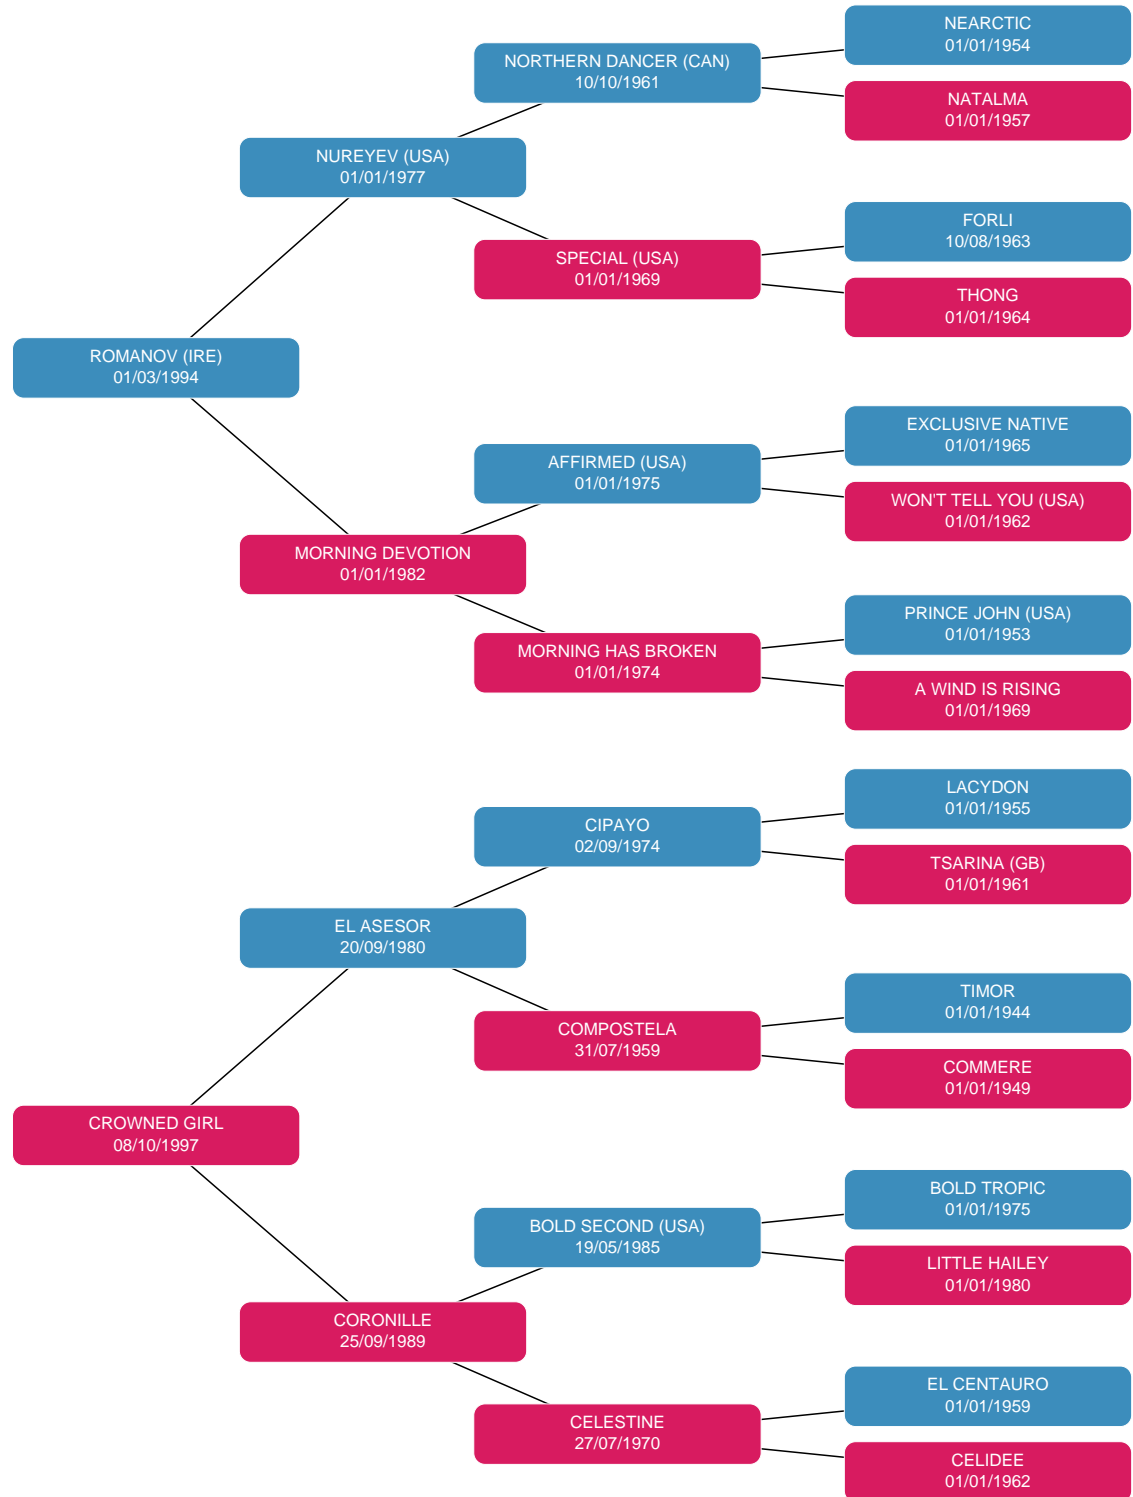 NEARCTIC
01/01/1954
NORTHERN DANCER (CAN)
10/10/1961
NATALMA
01/01/1957
NUREYEV (USA)
01/01/1977
FORLI
10/08/1963
SPECIAL (USA)
01/01/1969
THONG
01/01/1964
ROMANOV (IRE)
01/03/1994
EXCLUSIVE NATIVE
01/01/1965
AFFIRMED (USA)
01/01/1975
WON'T TELL YOU (USA)
01/01/1962
MORNING DEVOTION
01/01/1982
PRINCE JOHN (USA)
01/01/1953
MORNING HAS BROKEN
01/01/1974
A WIND IS RISING
01/01/1969
LACYDON
01/01/1955
CIPAYO
02/09/1974
TSARINA (GB)
01/01/1961
EL ASESOR
20/09/1980
TIMOR
01/01/1944
COMPOSTELA
31/07/1959
COMMERE
01/01/1949
CROWNED GIRL
08/10/1997
BOLD TROPIC
01/01/1975
BOLD SECOND (USA)
19/05/1985
LITTLE HAILEY
01/01/1980
CORONILLE
25/09/1989
EL CENTAURO
01/01/1959
CELESTINE
27/07/1970
CELIDEE
01/01/1962